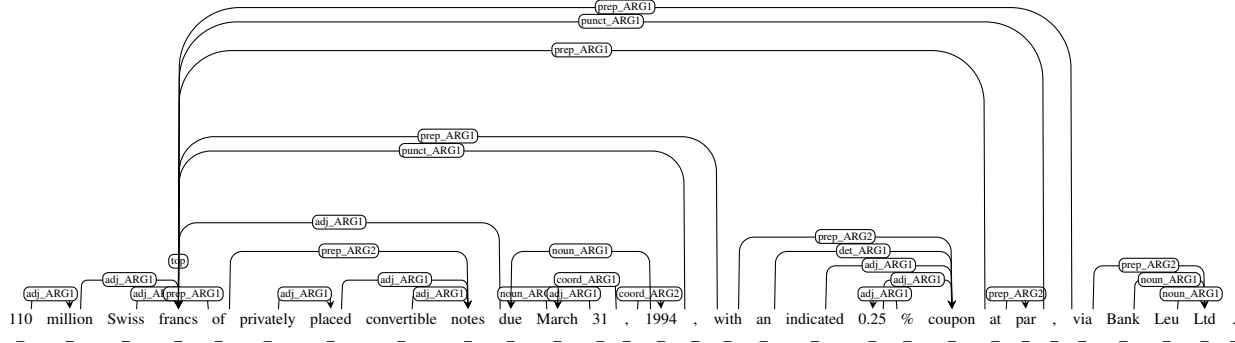 prep_ARG1
punct_ARG1
prep_ARG1
prep_ARG1
punct_ARG1
adj_ARG1
prep_ARG2
det_ARG1
adj_ARG1
top
prep_ARG2
noun_ARG1
prep_ARG2
adj_ARG1 adj_ARG1 coord_ARG1 adj_ARG1 noun_ARG1
adj_ARG1 prep_ARG1 adj_ARG1 adj_ARG1 adj_ARG1 coord_ARG2 adj_ARG1 prep_ARG2 noun_ARG1
110 million Swiss francs of privately placed convertible notes due March 31 , 1994 , with an indicated 0.25 % coupon at par , via Bank Leu Ltd .
_ _ _ _ _ _ _ _ _ _ _ _ _ _ _ _ _ _ _ _ _ _ _ _ _ _ _ _ _